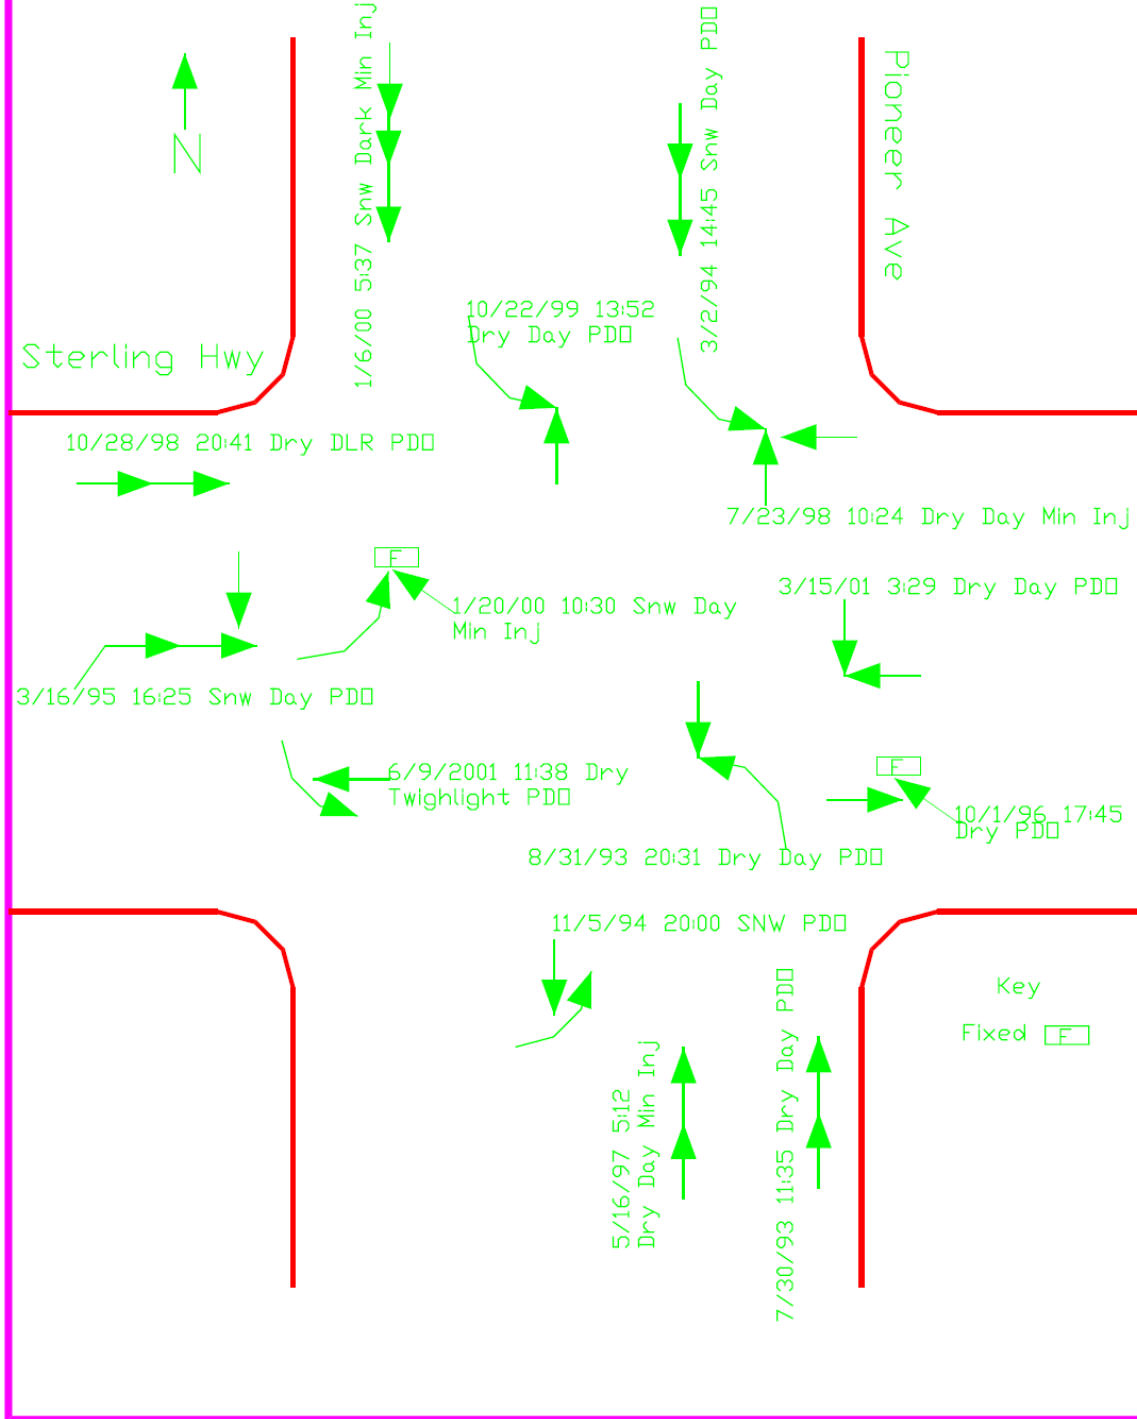 1/6/00 5:37 Snw Dark Min Inj
3/2/94 14:45 Snw Day PDO
Pioneer Ave
N
10/22/99 13:52
Dry Day PDO
Sterling Hwy
10/28/98 20:41 Dry DLR PDO
7/23/98 10:24 Dry Day Min Inj
F
3/15/01 3:29 Dry Day PDO
1/20/00 10:30 Snw Day
Min Inj
3/16/95 16:25 Snw Day PDO
6/9/2001 11:38 Dry
Twighlight PDO
F
10/1/96 17:45
Dry PDO
8/31/93 20:31 Dry Day PDO
11/5/94 20:00 SNW PDO
Key
Fixed F
5/16/97 5:12
Dry Day Min Inj
7/30/93 11:35 Dry Day PDO